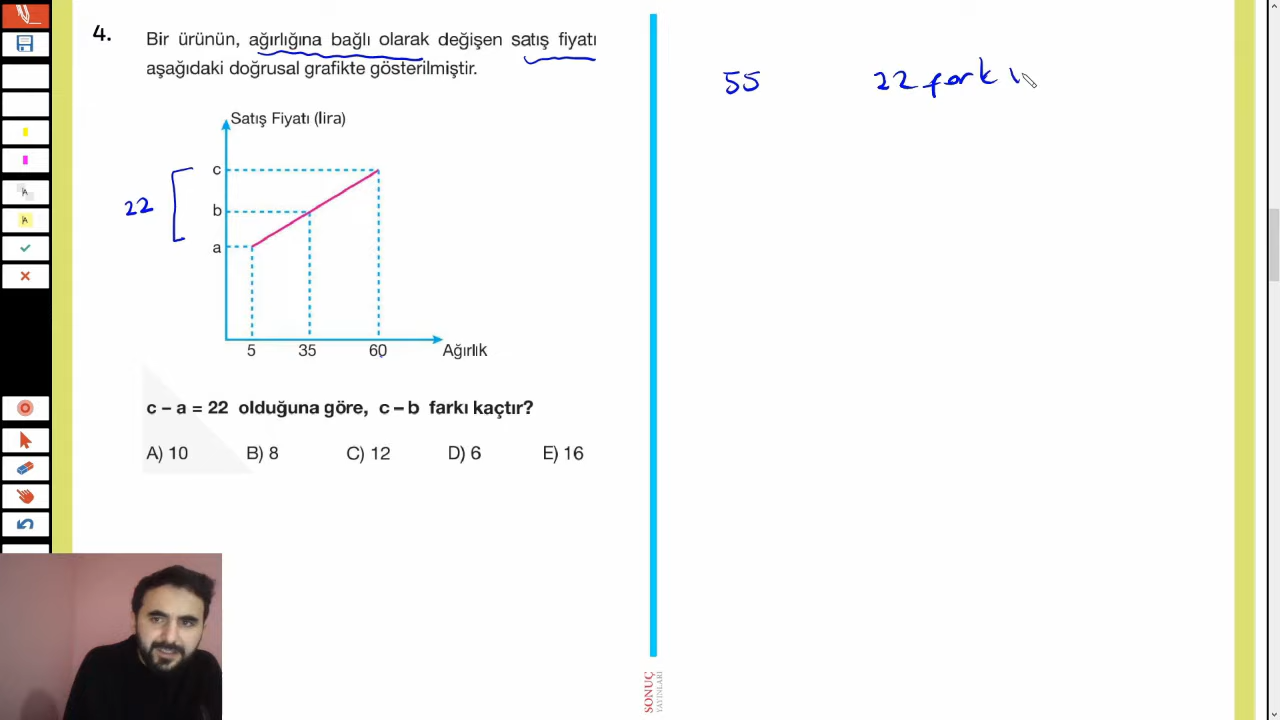 4. Bir ürünün, ağırlığına bağlı olarak değişen satış fiyatı
aşağıdaki doğrusal grafikte gösterilmiştir.
55 22 farkı
Satış Fiyatı (lira)
c
b
a
22
5 35 60 Ağırlık
c – a = 22 olduğuna göre, c – b farkı kaçtır?
A) 10 B) 8 C) 12 D) 6 E) 16
SONUÇ
YAYINLARI